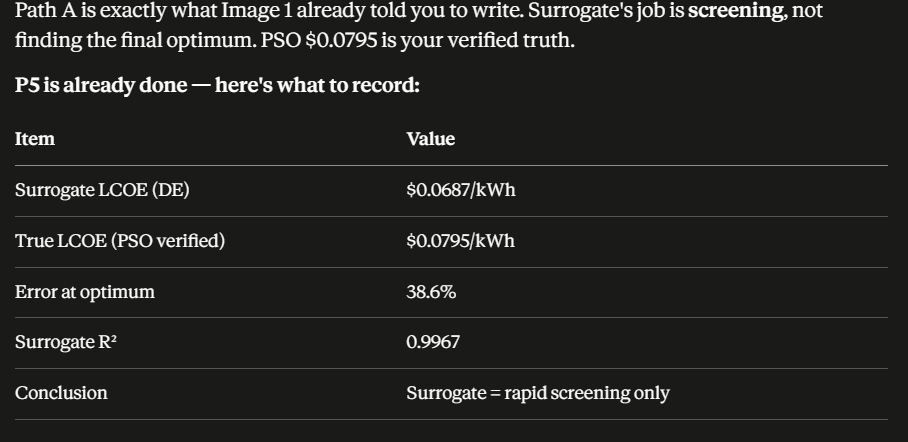 Path A is exactly what Image 1 already told you to write. Surrogate's job is screening, not
finding the final optimum. PSO $0.0795 is your verified truth.
P5 is already done — here's what to record:
Item Value
Surrogate LCOE (DE) $0.0687/kWh
True LCOE (PSO verified) $0.0795/kWh
Error at optimum 38.6%
Surrogate R² 0.9967
Conclusion Surrogate = rapid screening only